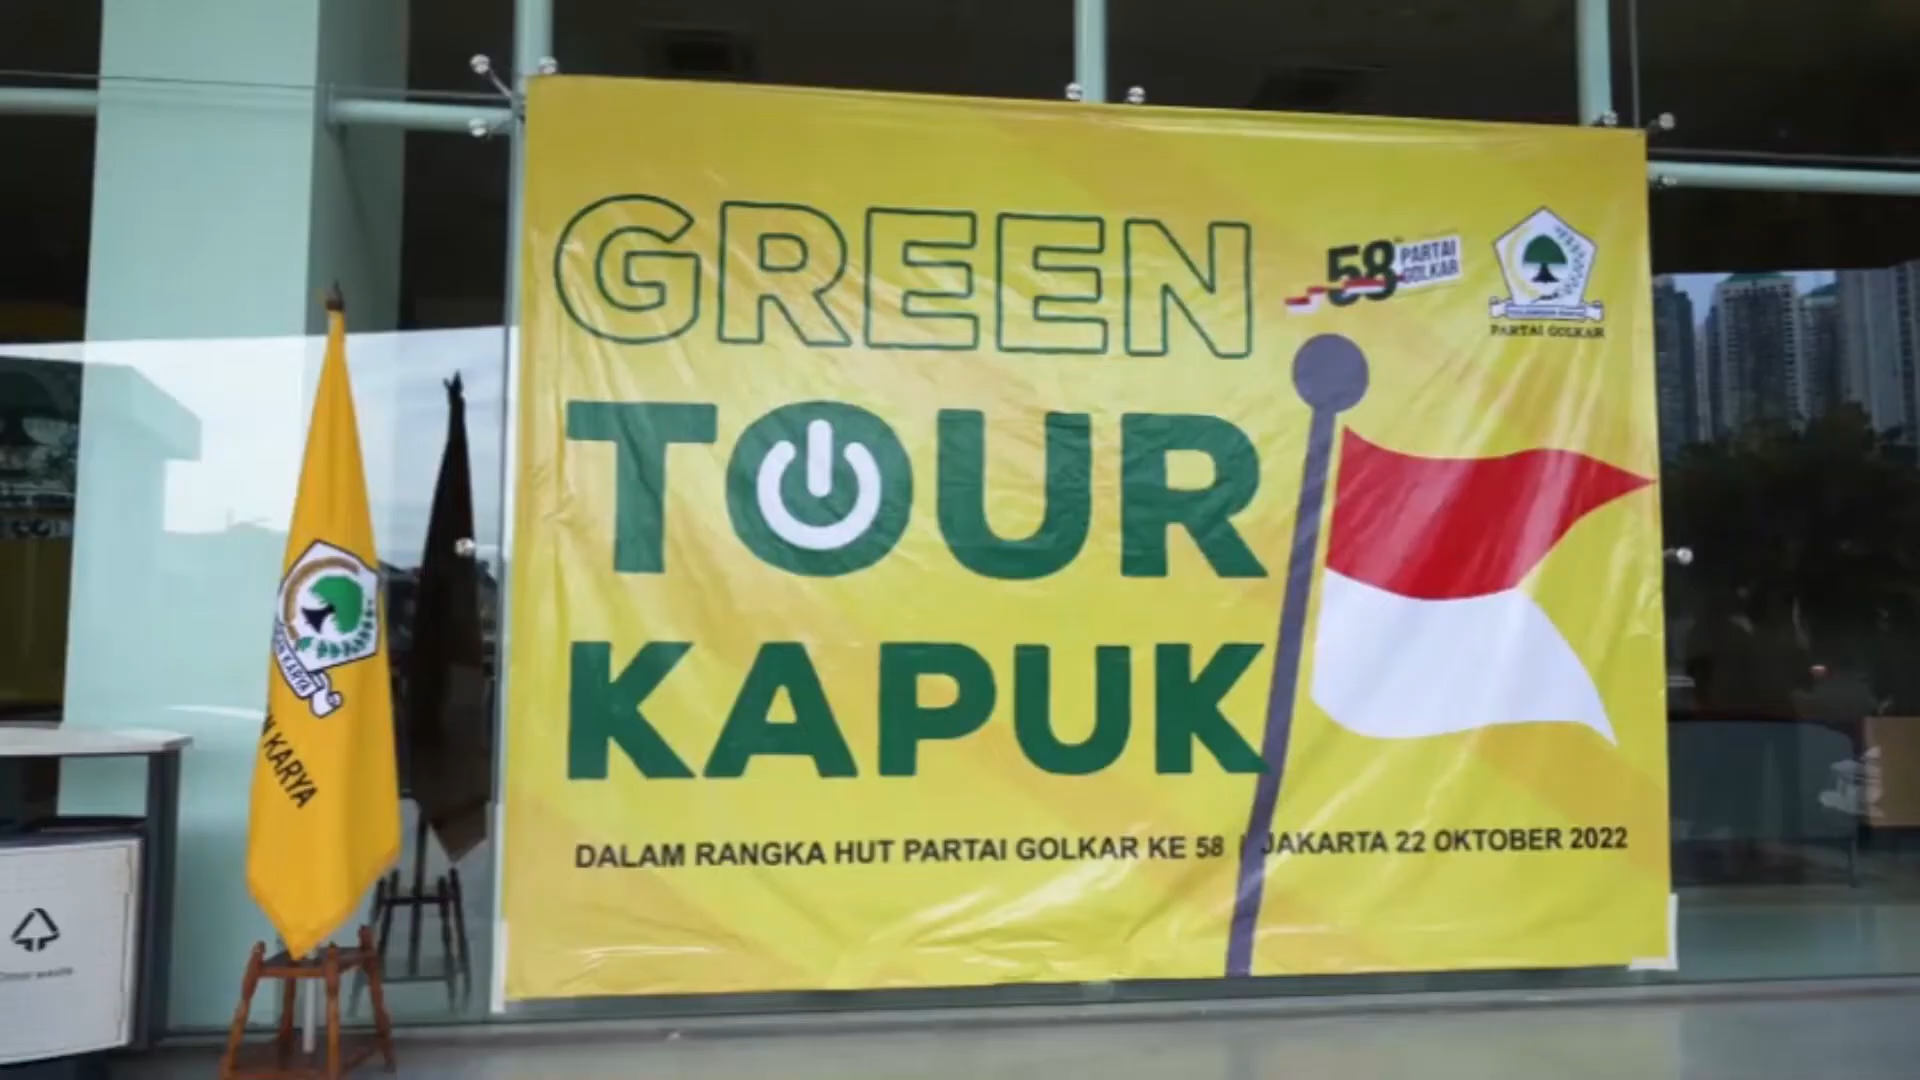 GREEN
58 PARTAI
GOLKAR
PARTAI GOLKAR
TOUR
KAPUK
DALAM RANGKA HUT PARTAI GOLKAR KE 58 | JAKARTA 22 OKTOBER 2022
KARYA
N KARYA